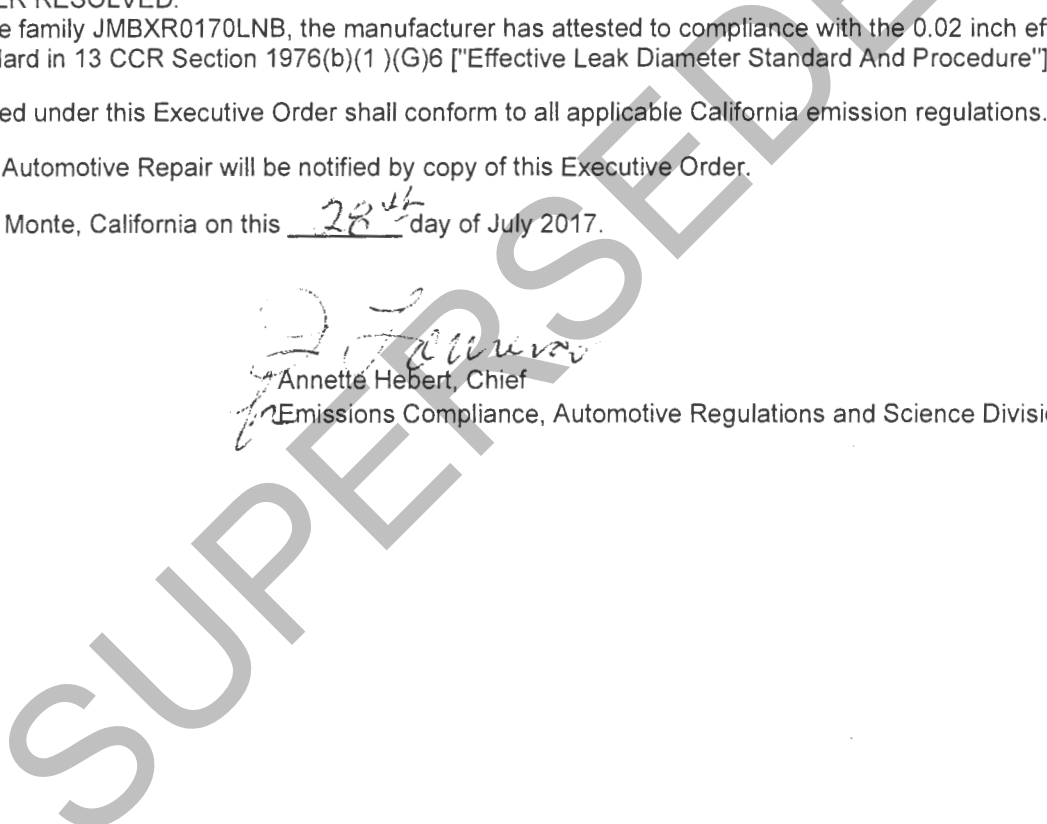 ER RESOLVED:
e family JMBXR0170LNB, the manufacturer has attested to compliance with the 0.02 inch ef
lard in 13 CCR Section 1976(b)(1 )(G)6 ["Effective Leak Diameter Standard And Procedure"]
ed under this Executive Order shall conform to all applicable California emission regulations.
Automotive Repair will be notified by copy of this Executive Order.
Monte, California on this 28th day of July 2017.
Annette Hebert, Chief
Emissions Compliance, Automotive Regulations and Science Divisi
SUPERSEDE